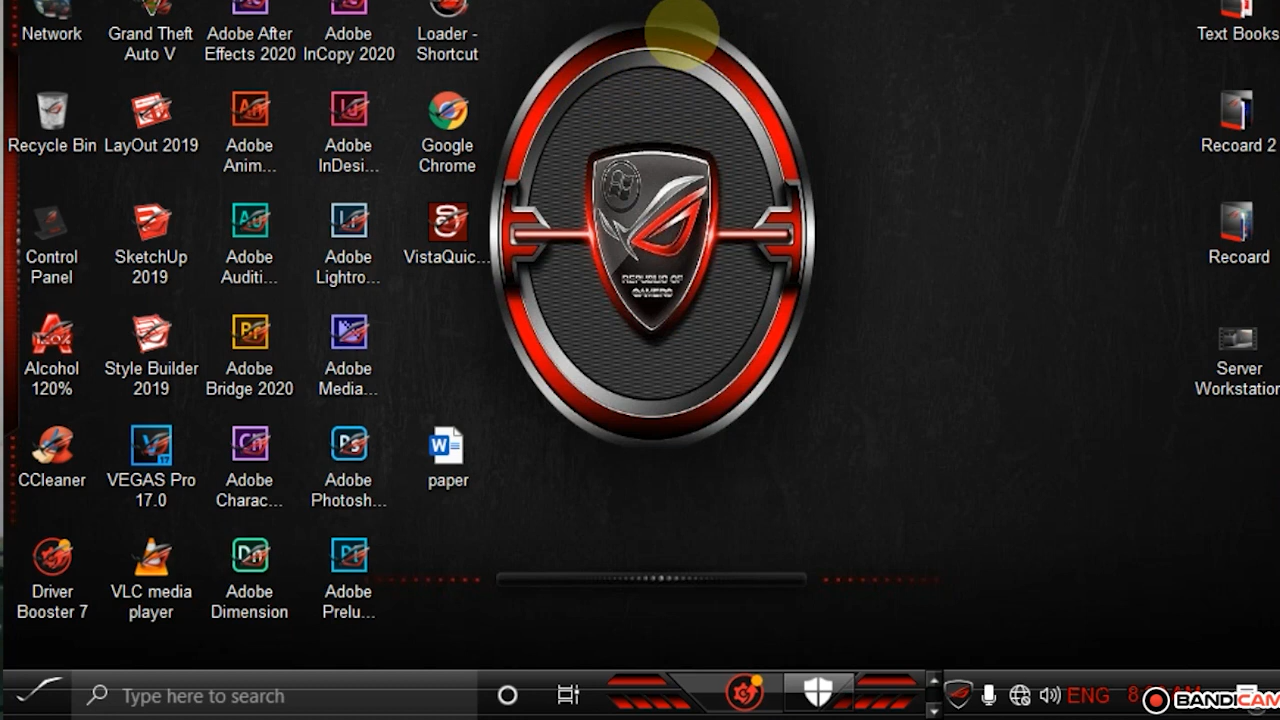 Network
Grand Theft
Auto V
Adobe After
Effects 2020
Adobe
InCopy 2020
Loader -
Shortcut
Text Books
Recycle Bin
LayOut 2019
Adobe
Anim...
Adobe
InDesi...
Google
Chrome
Recoard 2
Control
Panel
SketchUp
2019
Adobe
Auditi...
Adobe
Lightro...
VistaQuic...
Recoard
REPUBLIC OF
GAMERS
Alcohol
120%
Style Builder
2019
Adobe
Bridge 2020
Adobe
Media...
Server
Workstation
CCleaner
VEGAS Pro
17.0
Adobe
Charac...
Adobe
Photosh...
paper
Driver
Booster 7
VLC media
player
Adobe
Dimension
Adobe
Prelu...
Type here to search
ENG
BANDICAM